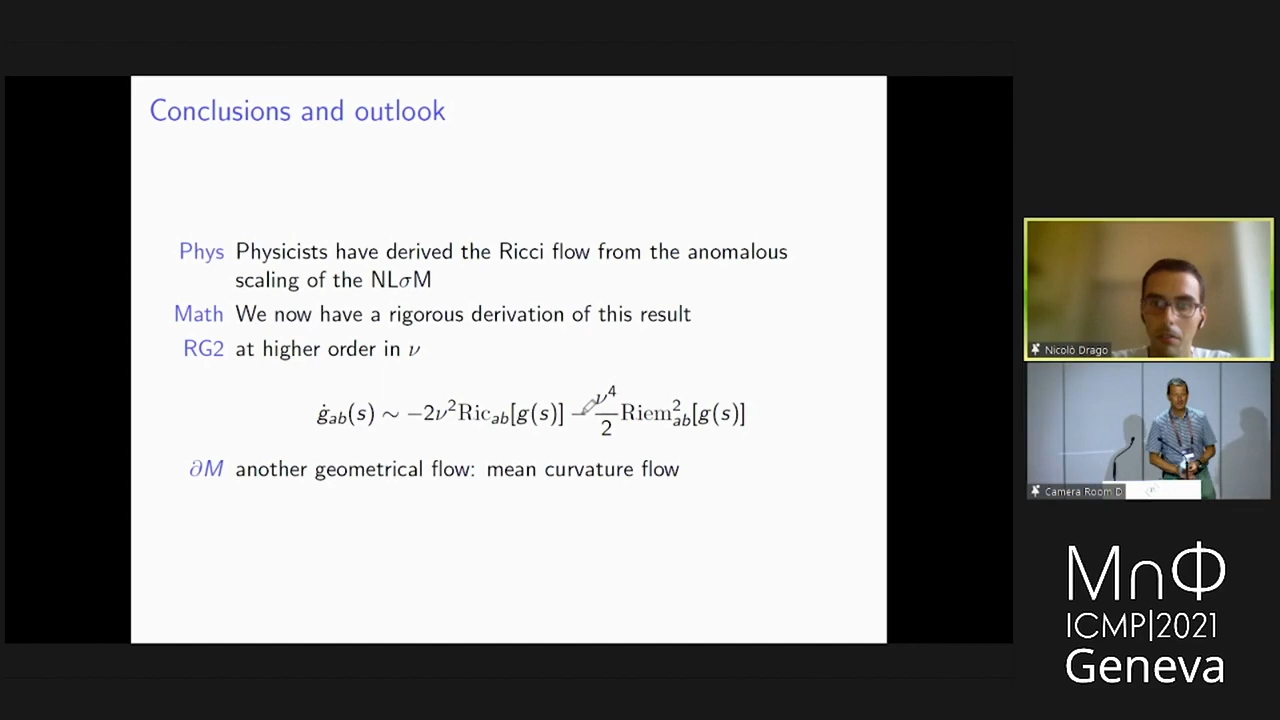 Conclusions and outlook
Phys Physicists have derived the Ricci flow from the anomalous
scaling of the NLσM
Math We now have a rigorous derivation of this result
RG2 at higher order in ν
ġ_ab(s) ∼ −2ν²Ric_ab[g(s)] − ν⁴/2 Riem²_ab[g(s)]
∂M another geometrical flow: mean curvature flow
Nicolò Drago
Camera Room D
M∩Φ
ICMP|2021
Geneva